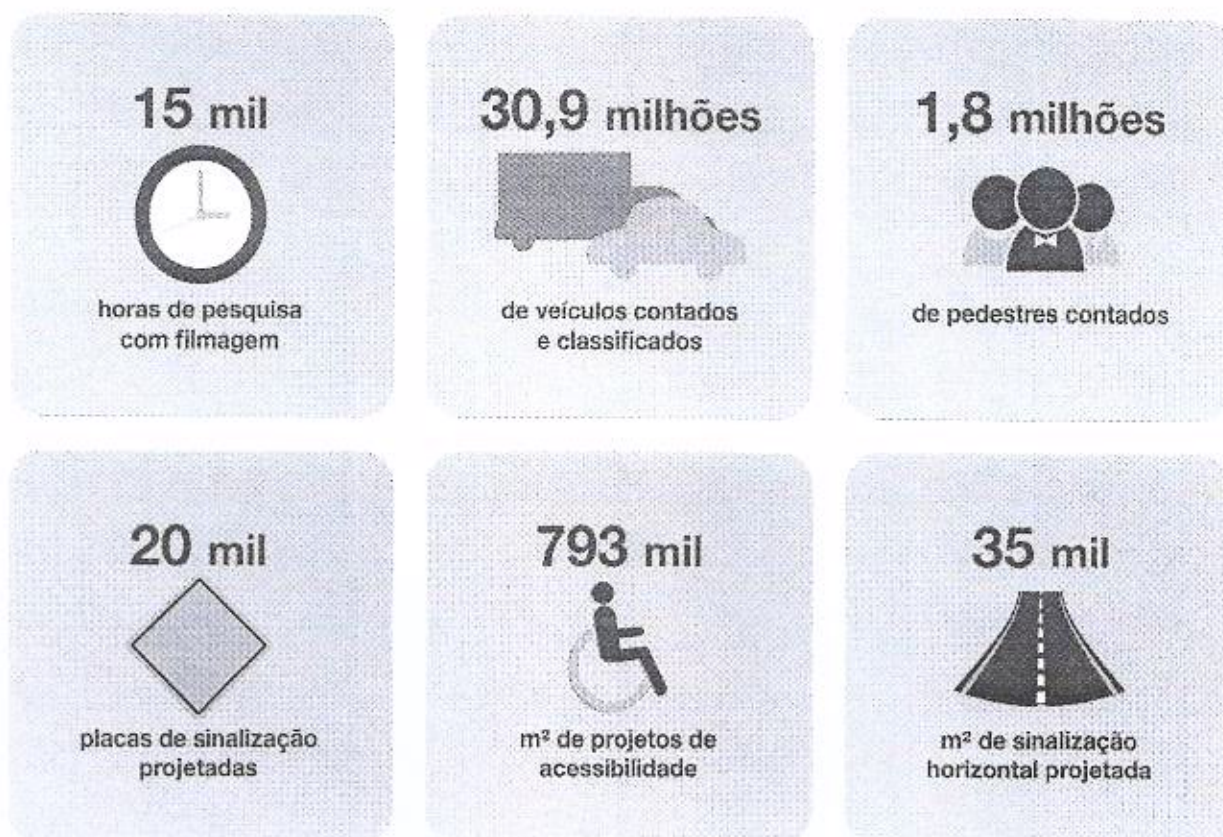 15 mil
horas de pesquisa
com filmagem
30,9 milhões
de veículos contados
e classificados
1,8 milhões
de pedestres contados
20 mil
placas de sinalização
projetadas
793 mil
m² de projetos de
acessibilidade
35 mil
m² de sinalização
horizontal projetada